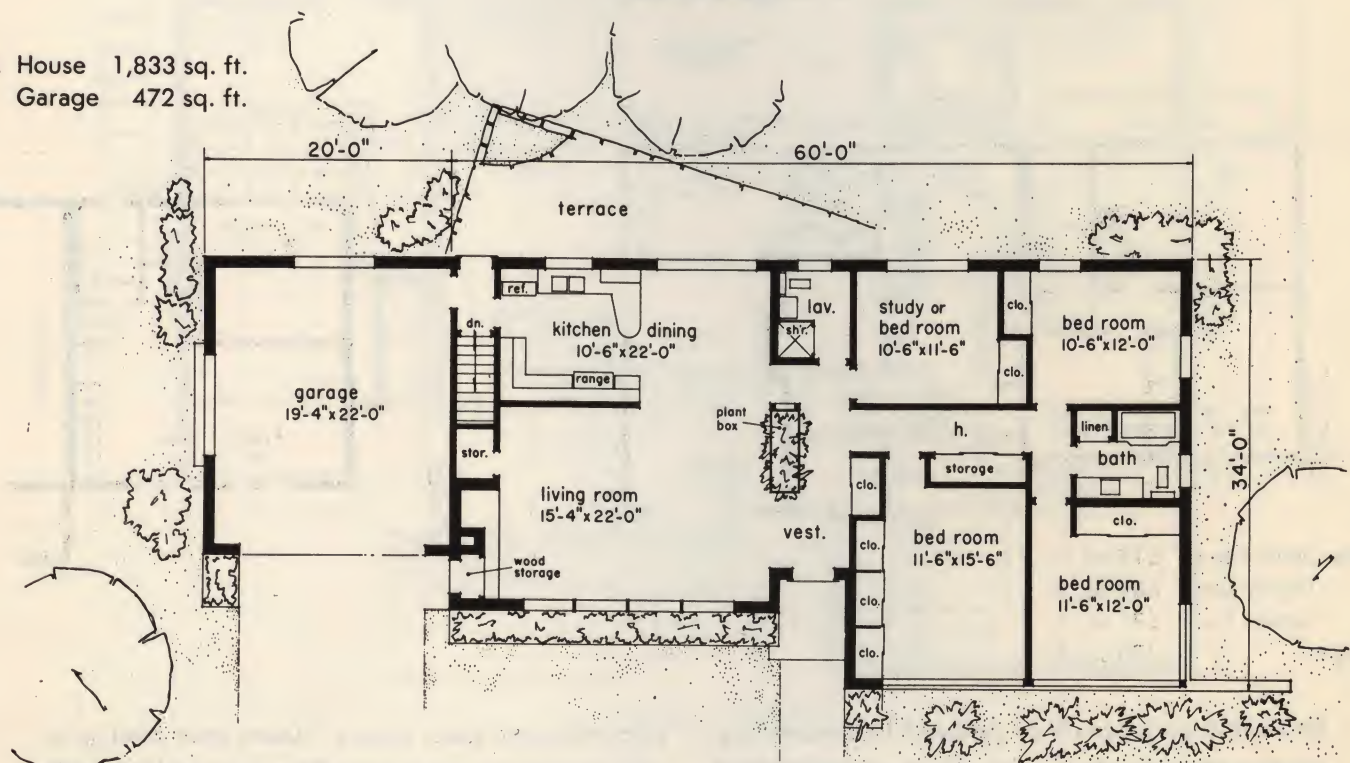 House 1,833 sq. ft.
Garage 472 sq. ft.
20'-0"
60'-0"
terrace
ref.
dn.
kitchen dining
10'-6"x22'-0"
range
lav.
sh'r.
study or
bed room
10'-6"x11'-6"
clo.
clo.
bed room
10'-6"x12'-0"
garage
19'-4"x22'-0"
plant
box
h.
linen
bath
34'-0"
stor.
storage
living room
15'-4"x22'-0"
clo.
vest.
clo.
bed room
11'-6"x15'-6"
clo.
wood
storage
clo.
bed room
11'-6"x12'-0"
clo.